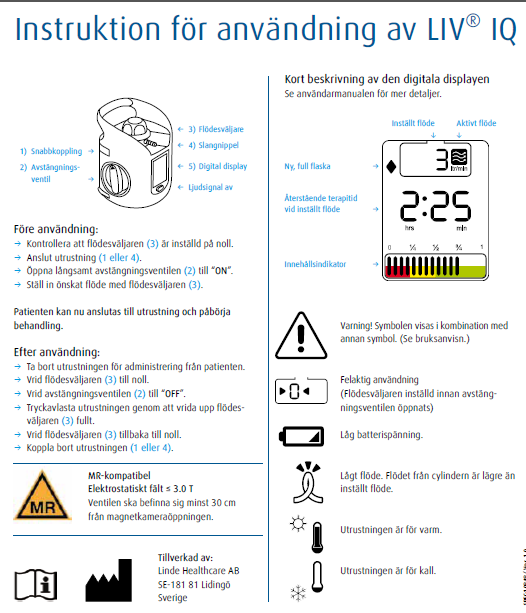 Instruktion för användning av LIV® IQ
1) Snabbkoppling
2) Avstängnings-
ventil
3) Flödesväljare
4) Slangnippel
5) Digital display
Ljudsignal av
Före användning:
→ Kontrollera att flödesväljaren (3) är inställd på noll.
→ Anslut utrustning (1 eller 4).
→ Öppna långsamt avstängningsventilen (2) till "ON".
→ Ställ in önskat flöde med flödesväljaren (3).
Patienten kan nu anslutas till utrustning och påbörja
behandling.
Efter användning:
→ Ta bort utrustningen för administrering från patienten.
→ Vrid flödesväljaren (3) till noll.
→ Vrid avstängningsventilen (2) till "OFF".
→ Tryckavlasta utrustningen genom att vrida upp flödes-
väljaren (3) fullt.
→ Vrid flödesväljaren (3) tillbaka till noll.
→ Koppla bort utrustningen (1 eller 4).
MR
MR-kompatibel
Elektrostatiskt fält ≤ 3.0 T
Ventilen ska befinna sig minst 30 cm
från magnetkameraöppningen.
Tillverkad av:
Linde Healthcare AB
SE-181 81 Lidingö
Sverige
Kort beskrivning av den digitala displayen
Se användarmanualen för mer detaljer.
Inställt flöde
Aktivt flöde
Ny, full flaska
3
ltr/min
Återstående terapitid
vid inställt flöde
2:25
hrs min
0 ¼ ½ ¾ 1
Innehållsindikator
Varning! Symbolen visas i kombination med
annan symbol. (Se bruksanvisn.)
0
Felaktig användning
(Flödesväljaren inställd innan avstäng-
ningsventilen öppnats)
Låg batterispänning.
Lågt flöde. Flödet från cylindern är lägre än
inställt flöde.
Utrustningen är för varm.
Utrustningen är för kall.